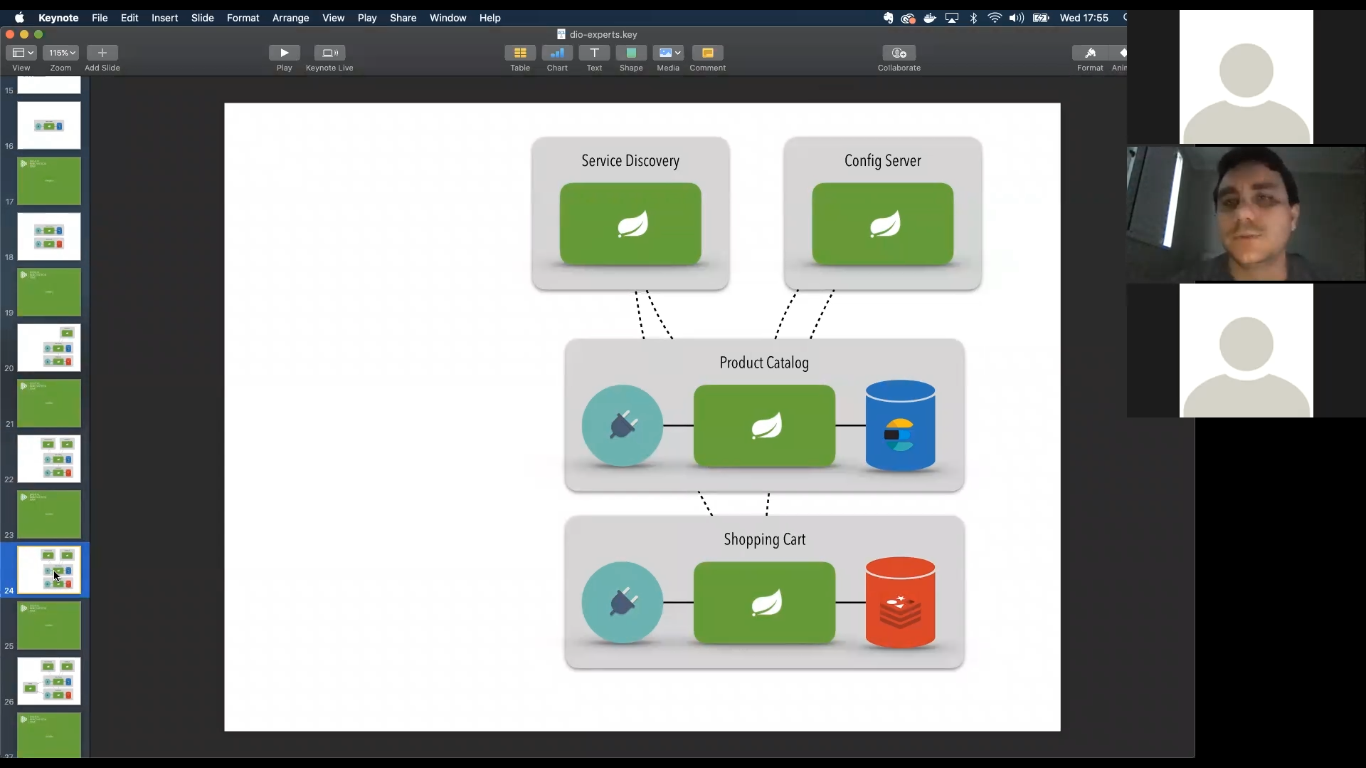 Keynote File Edit Insert Slide Format Arrange View Play Share Window Help Wed 17:55
dio-experts.key
115%
View Zoom Add Slide Play Keynote Live Table Chart Text Shape Media Comment Collaborate Format
15
16
17
18
19
20
21
22
23
24
25
26
Service Discovery
Config Server
Product Catalog
Shopping Cart